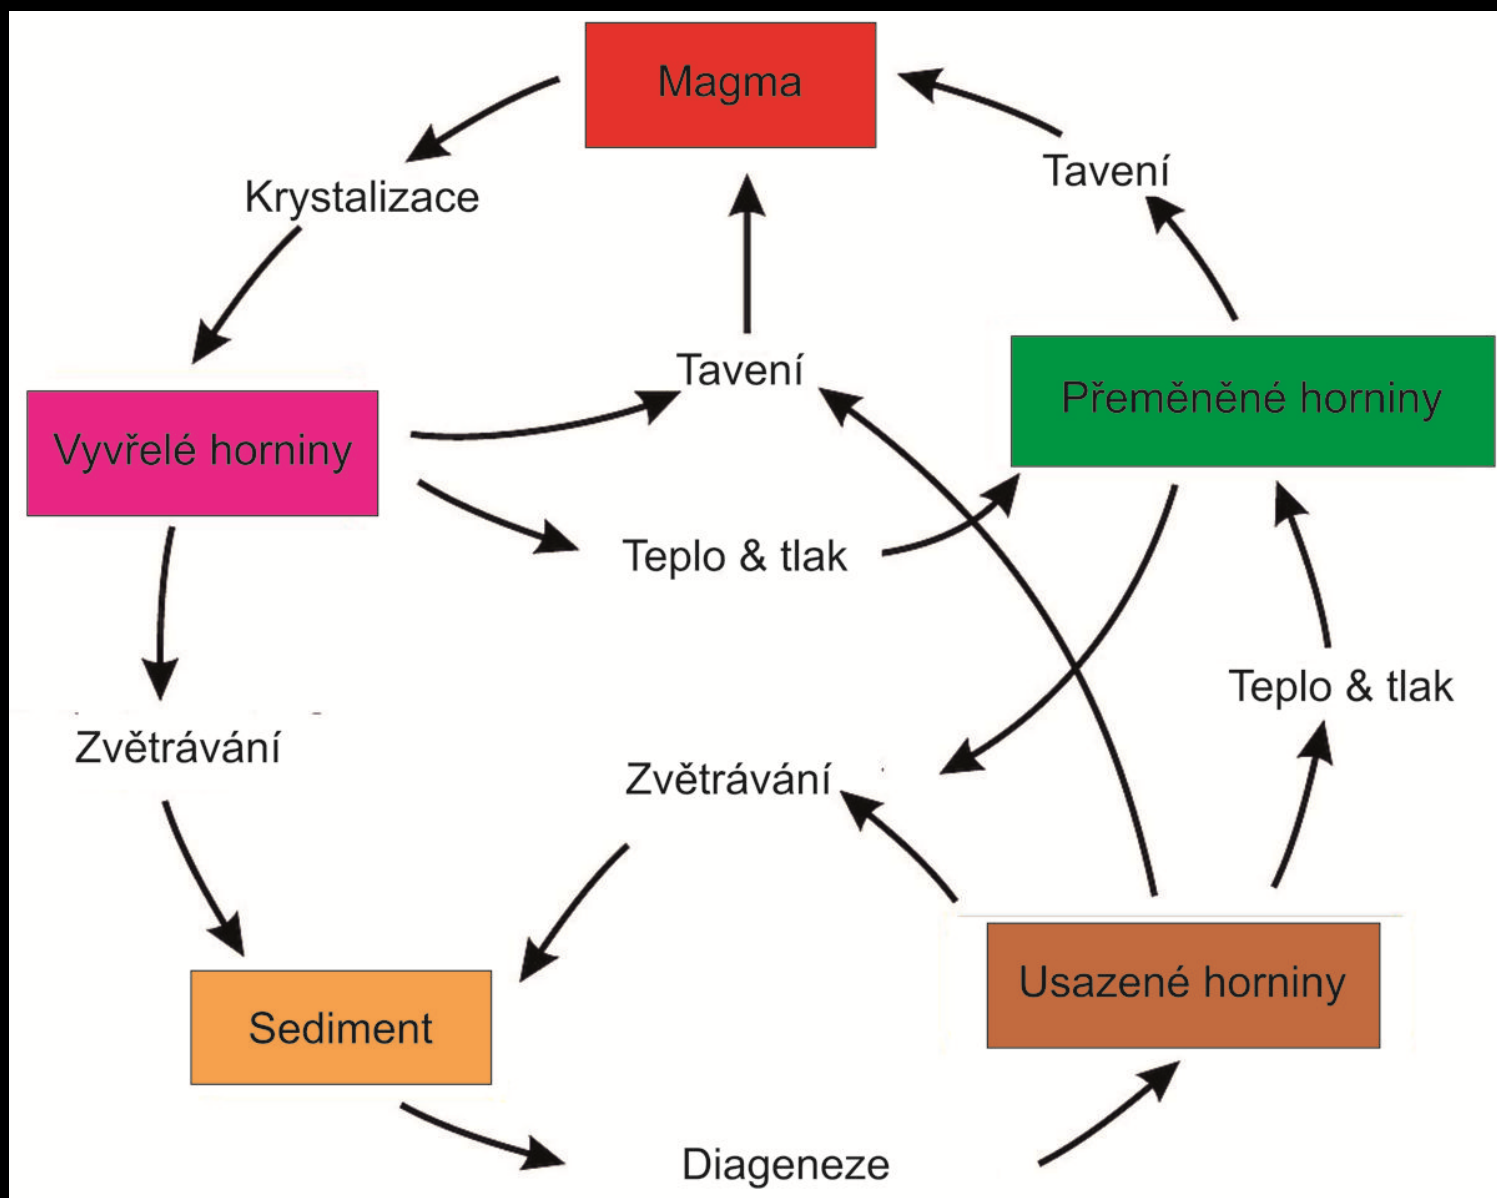 Magma
Tavení
Krystalizace
Tavení
Přeměněné horniny
Vyvřelé horniny
Teplo & tlak
Teplo & tlak
Zvětrávání
Zvětrávání
Usazené horniny
Sediment
Diageneze